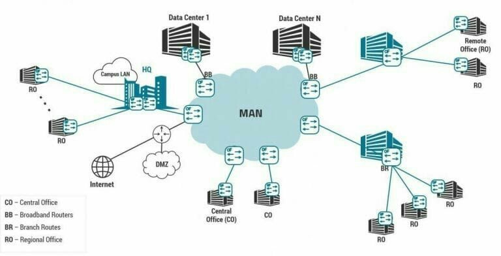 Data Center 1
Data Center N
Remote
Office (RO)
HQ
Campus LAN
BB
BB
RO
RO
MAN
RO
DMZ
Internet
BR
Central
Office (CO)
CO
RO
RO
RO
CO – Central Office
BB – Broadband Routers
BR – Branch Routes
RO – Regional Office